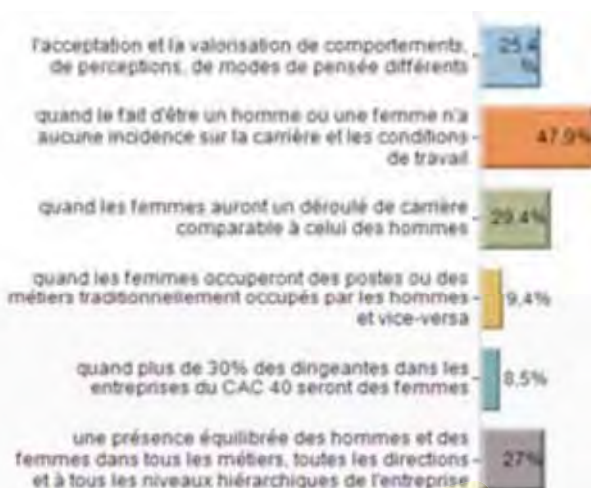 l'acceptation et la valorisation de comportements,
de perceptions, de modes de pensée différents
25,4
%
quand le fait d'être un homme ou une femme n'a
aucune incidence sur la carrière et les conditions
de travail
47,9%
quand les femmes auront un déroulé de carrière
comparable à celui des hommes
29,4%
quand les femmes occuperont des postes ou des
métiers traditionnellement occupés par les hommes
et vice-versa
9,4%
quand plus de 30% des dirigeantes dans les
entreprises du CAC 40 seront des femmes
8,5%
une présence équilibrée des hommes et des
femmes dans tous les métiers, toutes les directions
et à tous les niveaux hiérarchiques de l'entreprise
27%